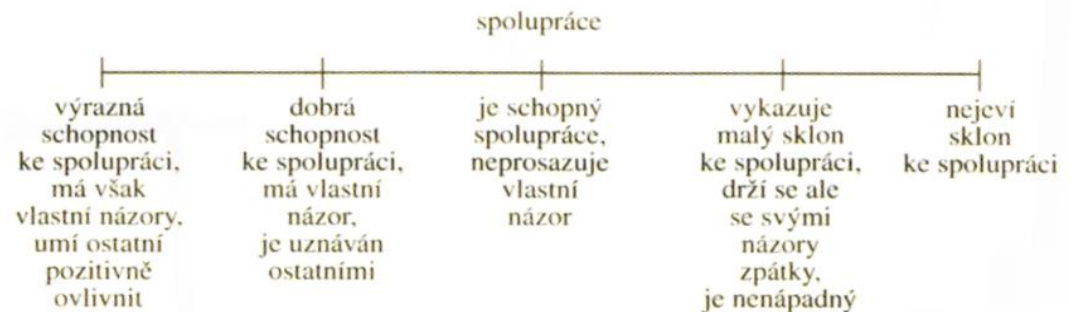 spolupráce
výrazná
schopnost
ke spolupráci,
má však
vlastní názory,
umí ostatní
pozitivně
ovlivnit
dobrá
schopnost
ke spolupráci,
má vlastní
názor,
je uznáván
ostatními
je schopný
spolupráce,
neprosazuje
vlastní
názor
vykazuje
malý sklon
ke spolupráci,
drží se ale
se svými
názory
zpátky,
je nenápadný
nejeví
sklon
ke spolupráci